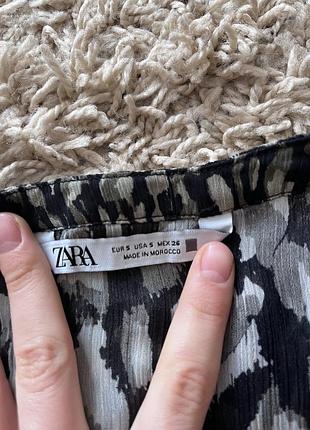 ZARA
EUR S USA S MEX 26
MADE IN MOROCCO